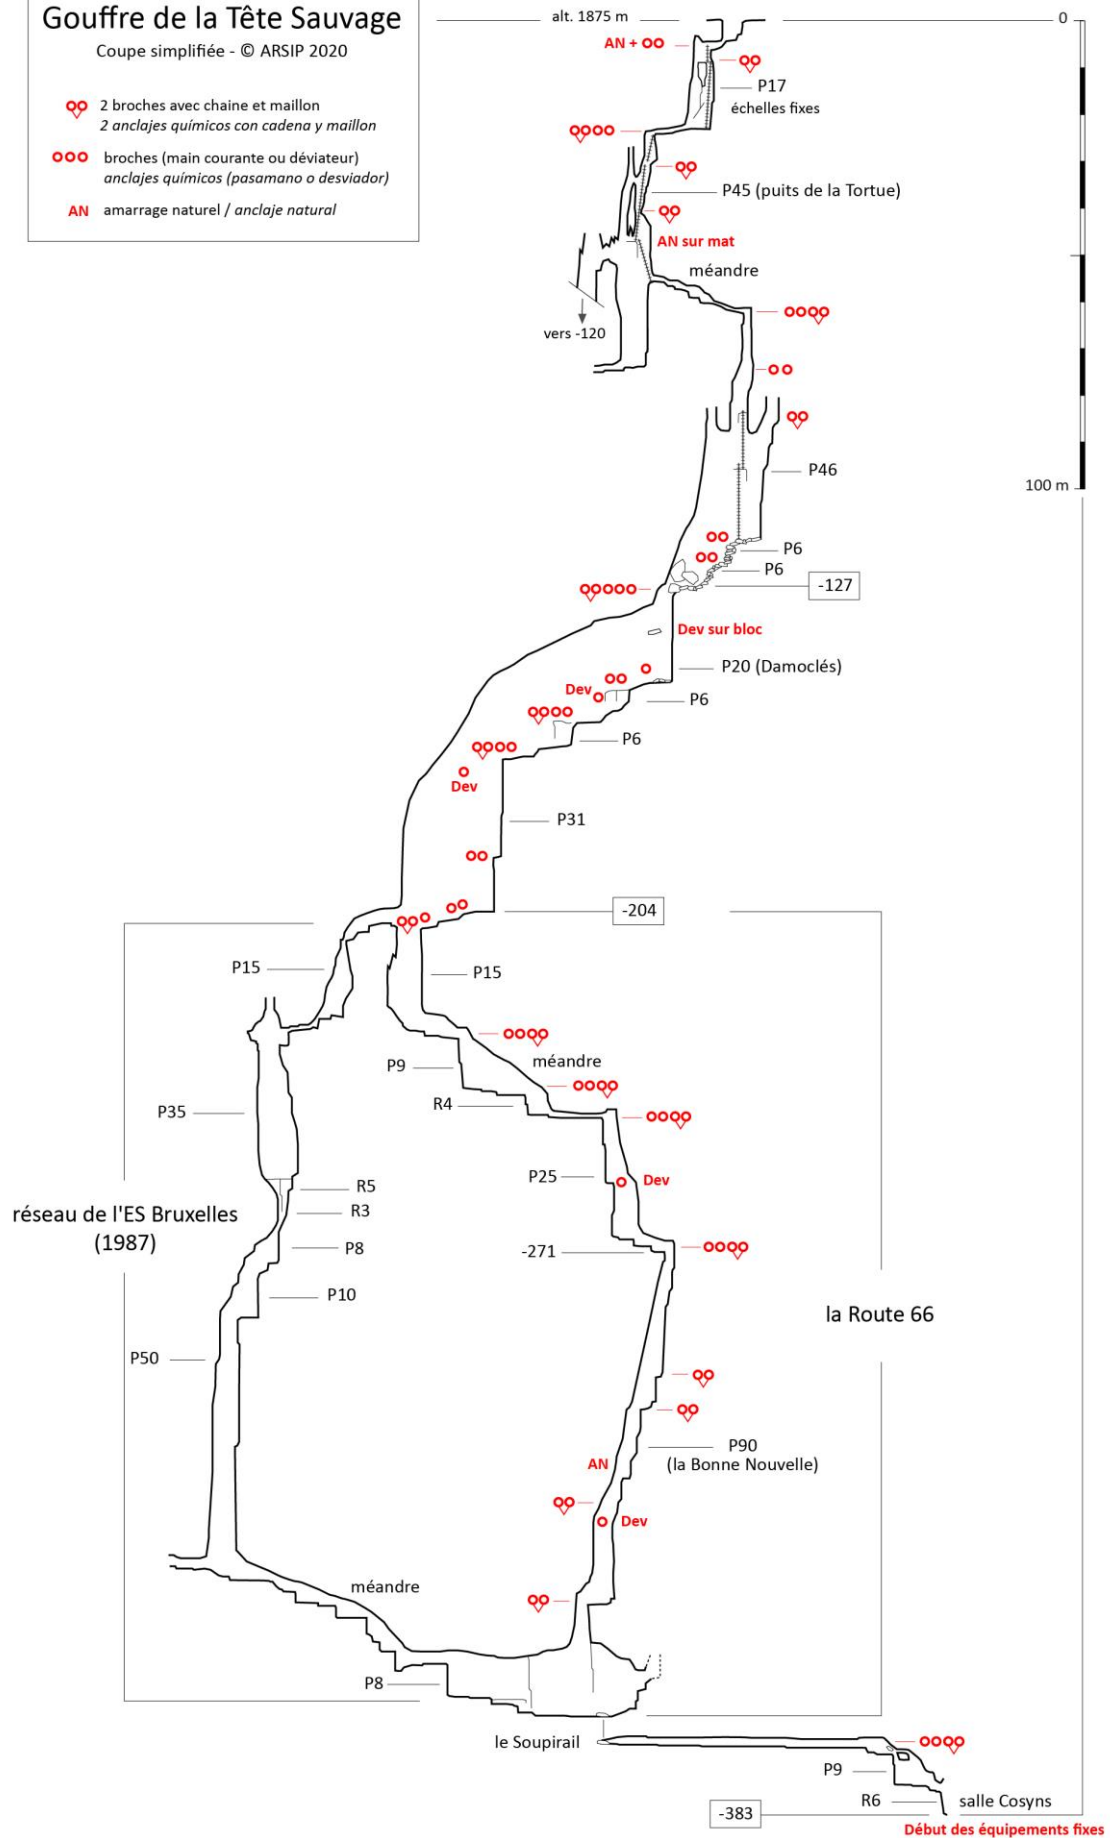 Gouffre de la Tête Sauvage
Coupe simplifiée - © ARSIP 2020
2 broches avec chaine et maillon
2 anclajes químicos con cadena y maillon
broches (main courante ou déviateur)
anclajes químicos (pasamano o desviador)
AN amarrage naturel / anclaje natural
alt. 1875 m
0
AN +
P17
échelles fixes
P45 (puits de la Tortue)
AN sur mat
méandre
vers -120
P46
100 m
P6
P6
-127
Dev sur bloc
P20 (Damoclés)
Dev
P6
P6
Dev
P31
-204
P15
P15
méandre
P9
R4
P35
P25
Dev
R5
R3
réseau de l'ES Bruxelles
(1987)
P8
-271
P10
la Route 66
P50
P90
(la Bonne Nouvelle)
AN
Dev
méandre
P8
le Soupirail
P9
R6
salle Cosyns
-383
Début des équipements fixes